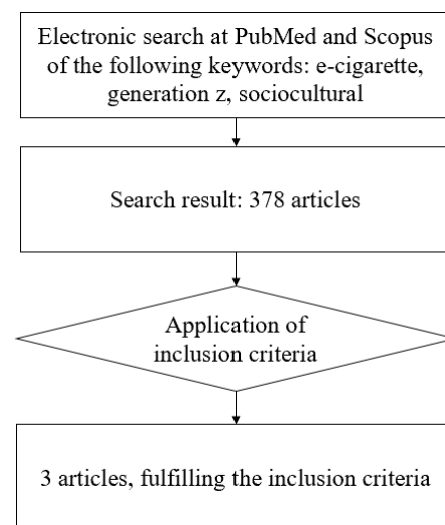 Electronic search at PubMed and Scopus
of the following keywords: e-cigarette,
generation z, sociocultural
Search result: 378 articles
Application of
inclusion criteria
3 articles, fulfilling the inclusion criteria